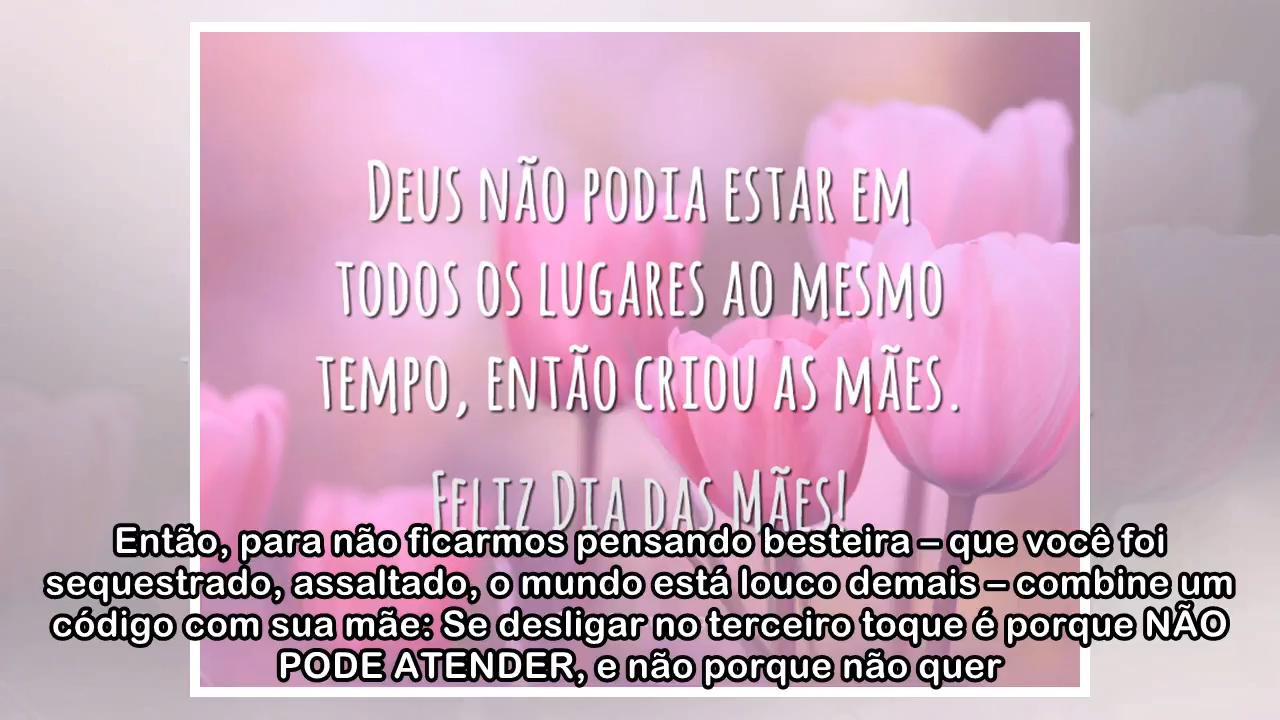 DEUS NÃO PODIA ESTAR EM
TODOS OS LUGARES AO MESMO
TEMPO, ENTÃO CRIOU AS MÃES.
FELIZ DIA DAS MÃES!
Então, para não ficarmos pensando besteira – que você foi
sequestrado, assaltado, o mundo está louco demais – combine um
código com sua mãe: Se desligar no terceiro toque é porque NÃO
PODE ATENDER, e não porque não quer